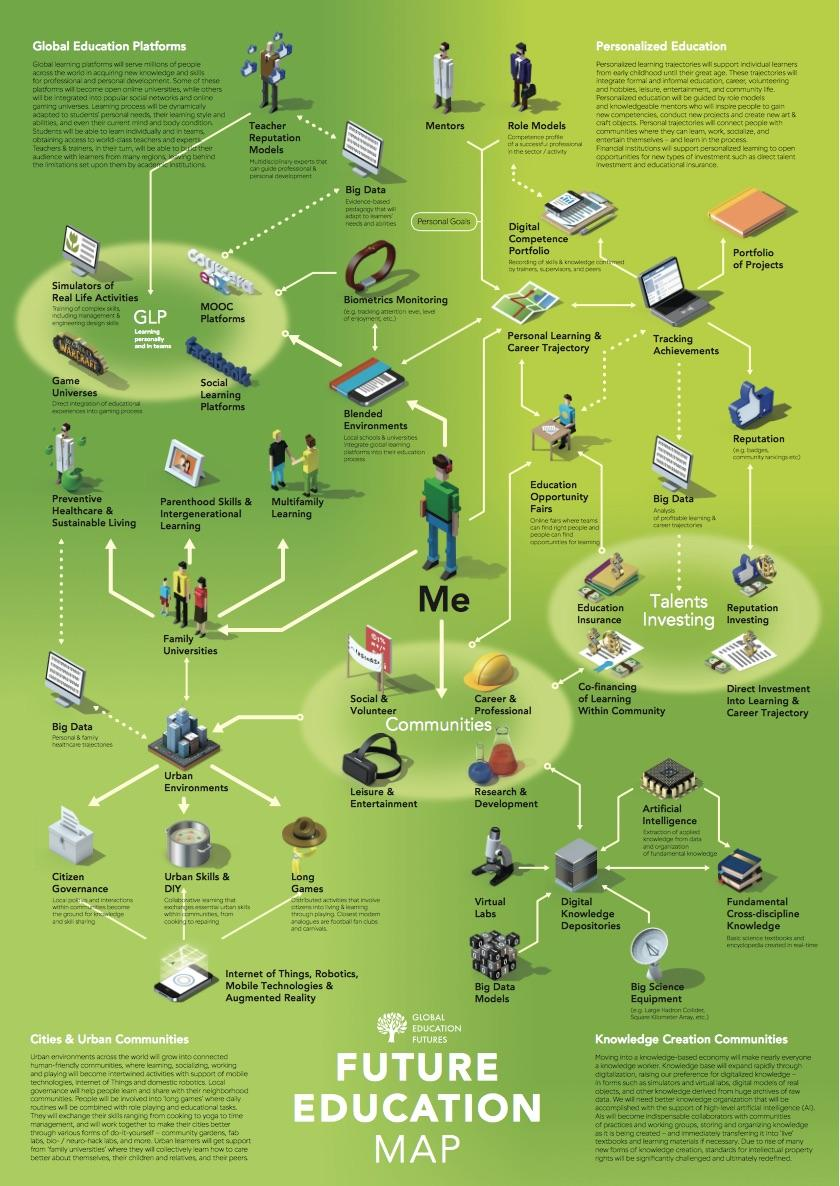 Global Education Platforms
Global learning platforms will serve millions of people
across the world in acquiring new knowledge and skills
for professional and personal development. Some of these
platforms will become open online universities, while others
will be integrated into popular social networks and online
gaming universes. Learning process will be dynamically
adapted to students' personal needs, their learning style and
abilities, and even their current mind and body condition.
Students will be able to learn individually and in teams,
obtaining access to world-class teachers and experts.
Teachers & trainers, in their turn, will be able to build their
audience with learners from many regions, leaving behind
the limitations set upon them by academic institutions.
Personalized Education
Personalized learning trajectories will support individual learners
from early childhood until their great age. These trajectories will
integrate formal and informal education, career, volunteering
and hobbies, leisure, entertainment, and community life.
Personalized education will be guided by role models
and knowledgeable mentors who will inspire people to gain
new competencies, conduct new projects and create new art &
craft objects. Personal trajectories will connect people with
communities where they can learn, work, socialize, and
entertain themselves – and learn in the process.
Financial institutions will support personalized learning to open
opportunities for new types of investment such as direct talent
investment and educational insurance.
Teacher
Reputation
Models
Multidisciplinary experts that
can guide professional &
personal development
Mentors
Role Models
Competence profile
of a successful professional
in the sector / activity
Big Data
Evidence-based
pedagogy that will
adapt to learners'
needs and abilities
Personal Goals
Digital
Competence
Portfolio
Recording of skills & knowledge confirmed
by trainers, supervisors, and peers
Portfolio
of Projects
Simulators of
Real Life Activities
Training of complex skills,
including management &
engineering design skills
GLP
Learning
personally
and in teams
coursera
edX
MOOC
Platforms
Biometrics Monitoring
(e.g. tracking attention level, level
of enjoyment, etc.)
Personal Learning &
Career Trajectory
Tracking
Achievements
WORLD OF
WARCRAFT
Game
Universes
Direct integration of educational
experiences into gaming process
facebook
Social
Learning
Platforms
Blended
Environments
Local schools & universities
integrate global learning
platforms into their education
process
Reputation
(e.g. badges,
community rankings etc)
Preventive
Healthcare &
Sustainable Living
Parenthood Skills &
Intergenerational
Learning
Multifamily
Learning
Education
Opportunity
Fairs
Online fairs where teams
can find right people and
people can find
opportunities for learning
Big Data
Analysis
of profitable learning &
career trajectories
Me
Education
Insurance
Talents
Investing
Reputation
Investing
Family
Universities
Co-financing
of Learning
Within Community
Direct Investment
Into Learning &
Career Trajectory
Social &
Volunteer
Career &
Professional
Communities
Big Data
Personal & family
healthcare trajectories
Urban
Environments
Leisure &
Entertainment
Research &
Development
Artificial
Intelligence
Extraction of applied
knowledge from data
and organization
of fundamental knowledge
Citizen
Governance
Local politics and interactions
within communities become
the ground for knowledge
and skill sharing
Urban Skills &
DIY
Collaborative learning that
exchanges essential urban skills
within communities, from
cooking to repairing
Long
Games
Distributed activities that involve
citizens into living & learning
through playing. Closest modern
analogues are football fan clubs
and carnivals.
Virtual
Labs
Digital
Knowledge
Depositories
Fundamental
Cross-discipline
Knowledge
Basic science textbooks and
encyclopedia created in real-time
Internet of Things, Robotics,
Mobile Technologies &
Augmented Reality
Big Data
Models
Big Science
Equipment
(e.g. Large Hadron Collider,
Square Kilometer Array, etc.)
Cities & Urban Communities
Urban environments across the world will grow into connected
human-friendly communities, where learning, socializing, working
and playing will become intertwined activities with support of mobile
technologies, Internet of Things and domestic robotics. Local
governance will help people learn and share with their neighborhood
communities. People will be involved into 'long games' where daily
routines will be combined with role playing and educational tasks.
They will exchange their skills ranging from cooking to yoga to time
management, and will work together to make their cities better
through various forms of do-it-yourself – community gardens, fab
labs, bio- / neuro-hack labs, and more. Urban learners will get support
from 'family universities' where they will collectively learn how to care
better about themselves, their children and relatives, and their peers.
GLOBAL
EDUCATION
FUTURES
FUTURE
EDUCATION
MAP
Knowledge Creation Communities
Moving into a knowledge-based economy will make nearly everyone
a knowledge worker. Knowledge base will expand rapidly through
digitalization, raising our preference for digitalized knowledge –
in forms such as simulators and virtual labs, digital models of real
objects, and other knowledge derived from huge archives of raw
data. We will need better knowledge organization that will be
accomplished with the support of high-level artificial intelligence (AI).
AIs will become indispensable collaborators with communities
of practices and working groups, storing and organizing knowledge
as it is being created – and immediately transferring it into 'live'
textbooks and learning materials if necessary. Due to rise of many
new forms of knowledge creation, standards for intellectual property
rights will be significantly challenged and ultimately redefined.